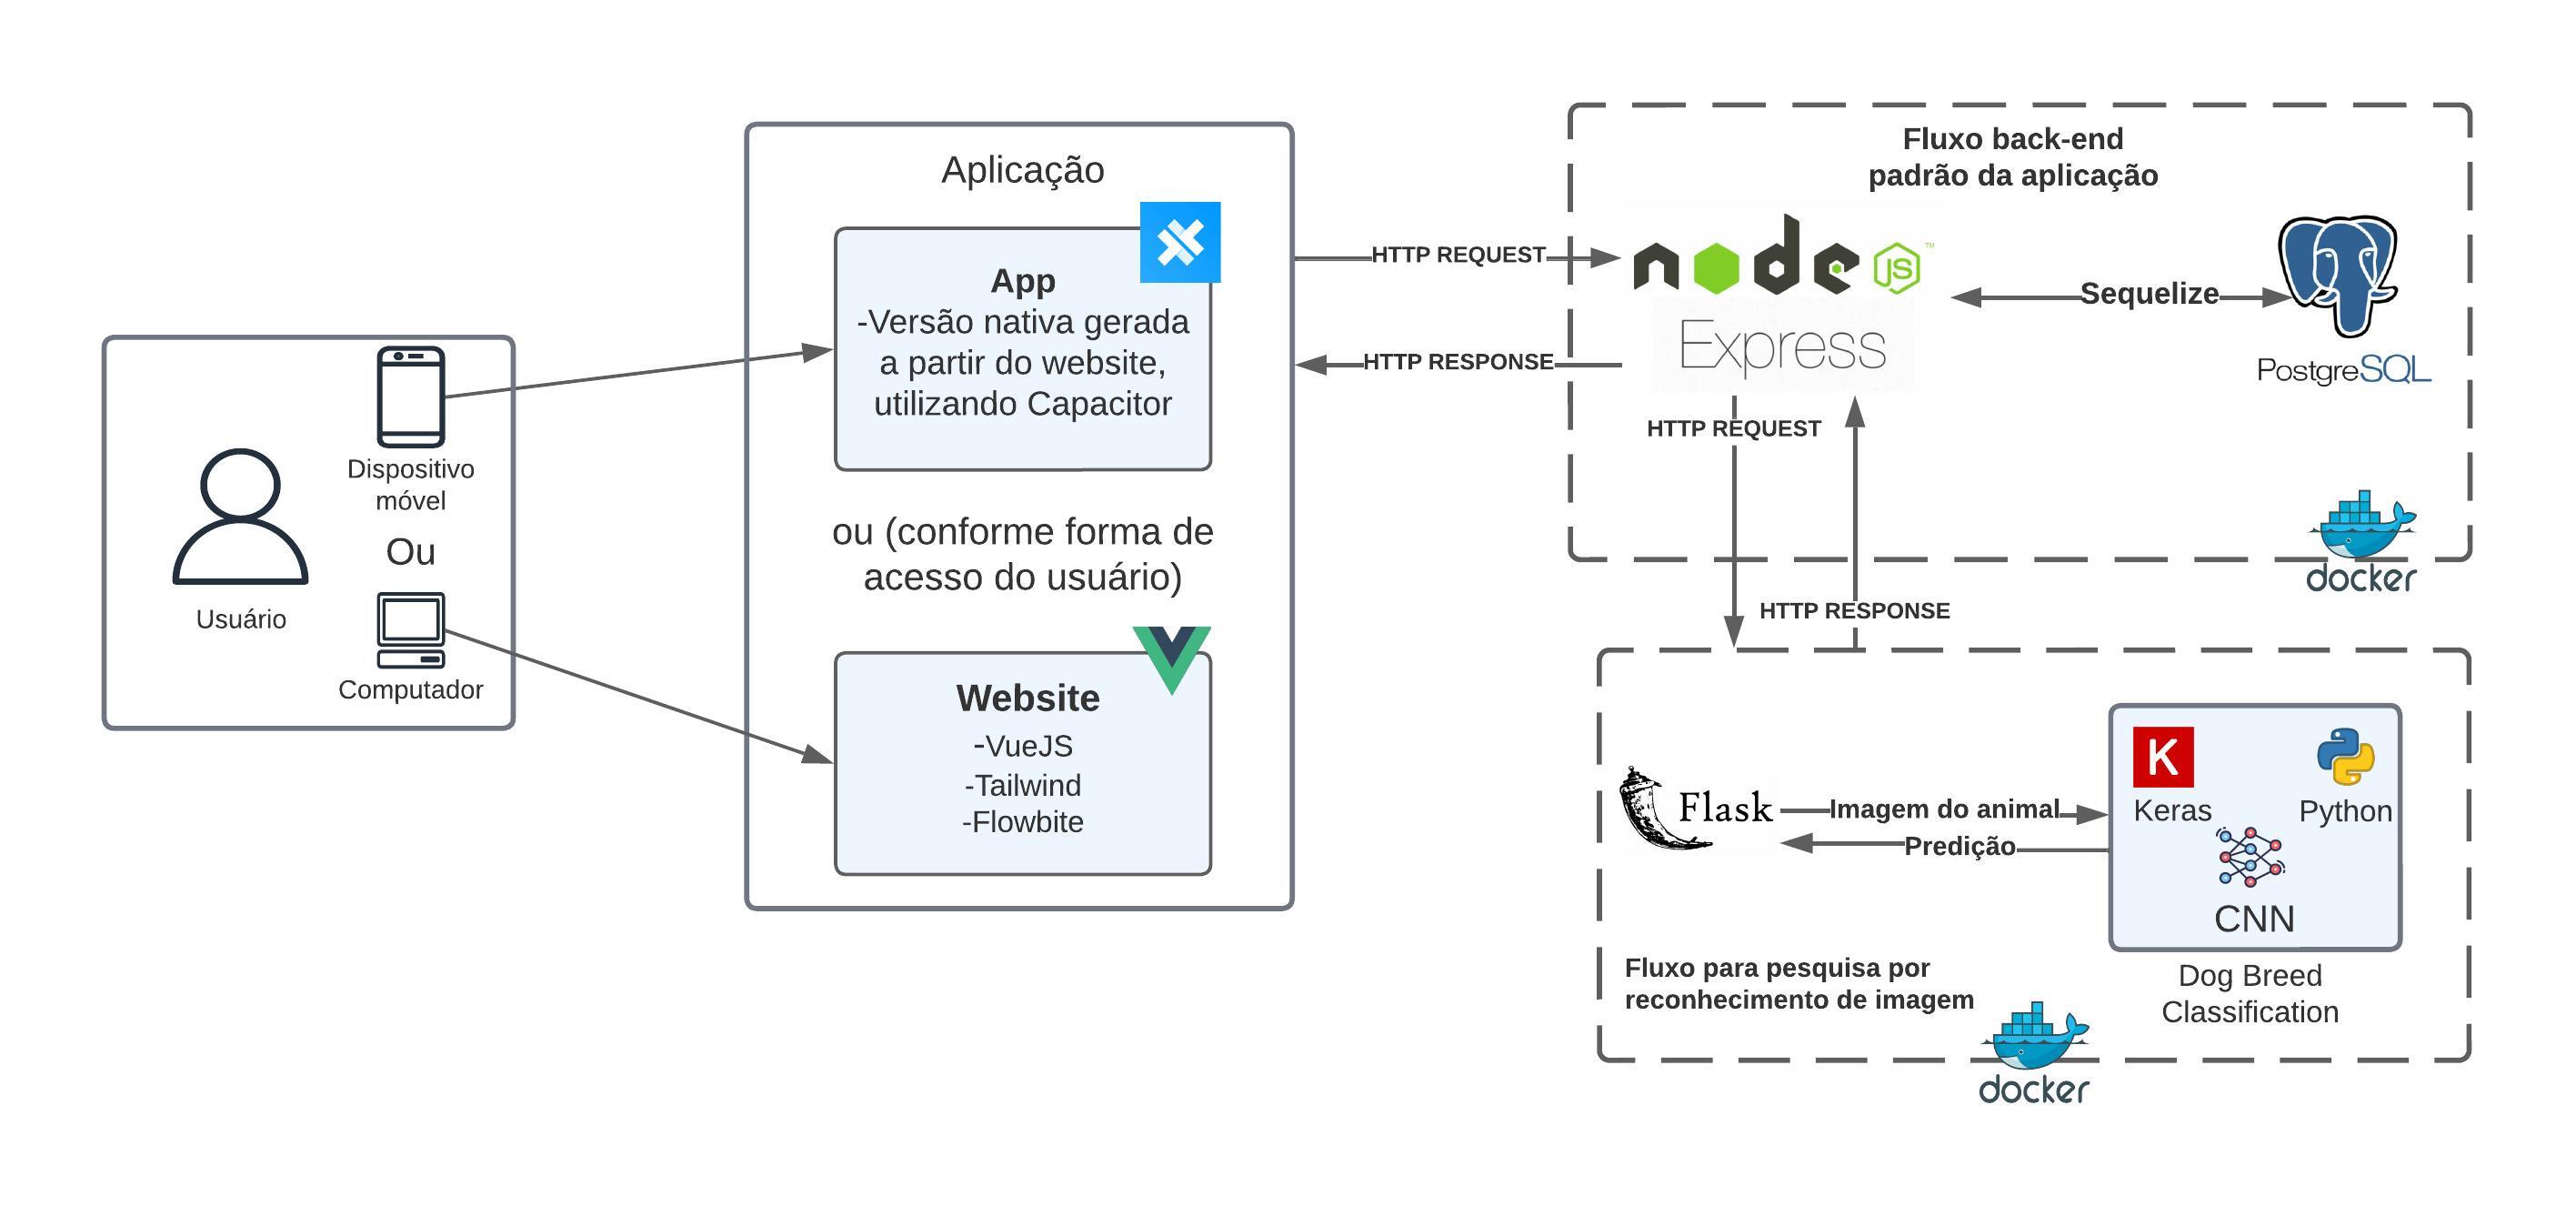 Usuário
Dispositivo
móvel
Ou
Computador
Aplicação
App
-Versão nativa gerada
a partir do website,
utilizando Capacitor
ou (conforme forma de
acesso do usuário)
Website
-VueJS
-Tailwind
-Flowbite
HTTP REQUEST
HTTP RESPONSE
Fluxo back-end
padrão da aplicação
node
JS
TM
Express
Sequelize
PostgreSQL
docker
HTTP REQUEST
HTTP RESPONSE
Flask
Imagem do animal
Predição
K
Keras
Python
CNN
Dog Breed
Classification
Fluxo para pesquisa por
reconhecimento de imagem
docker